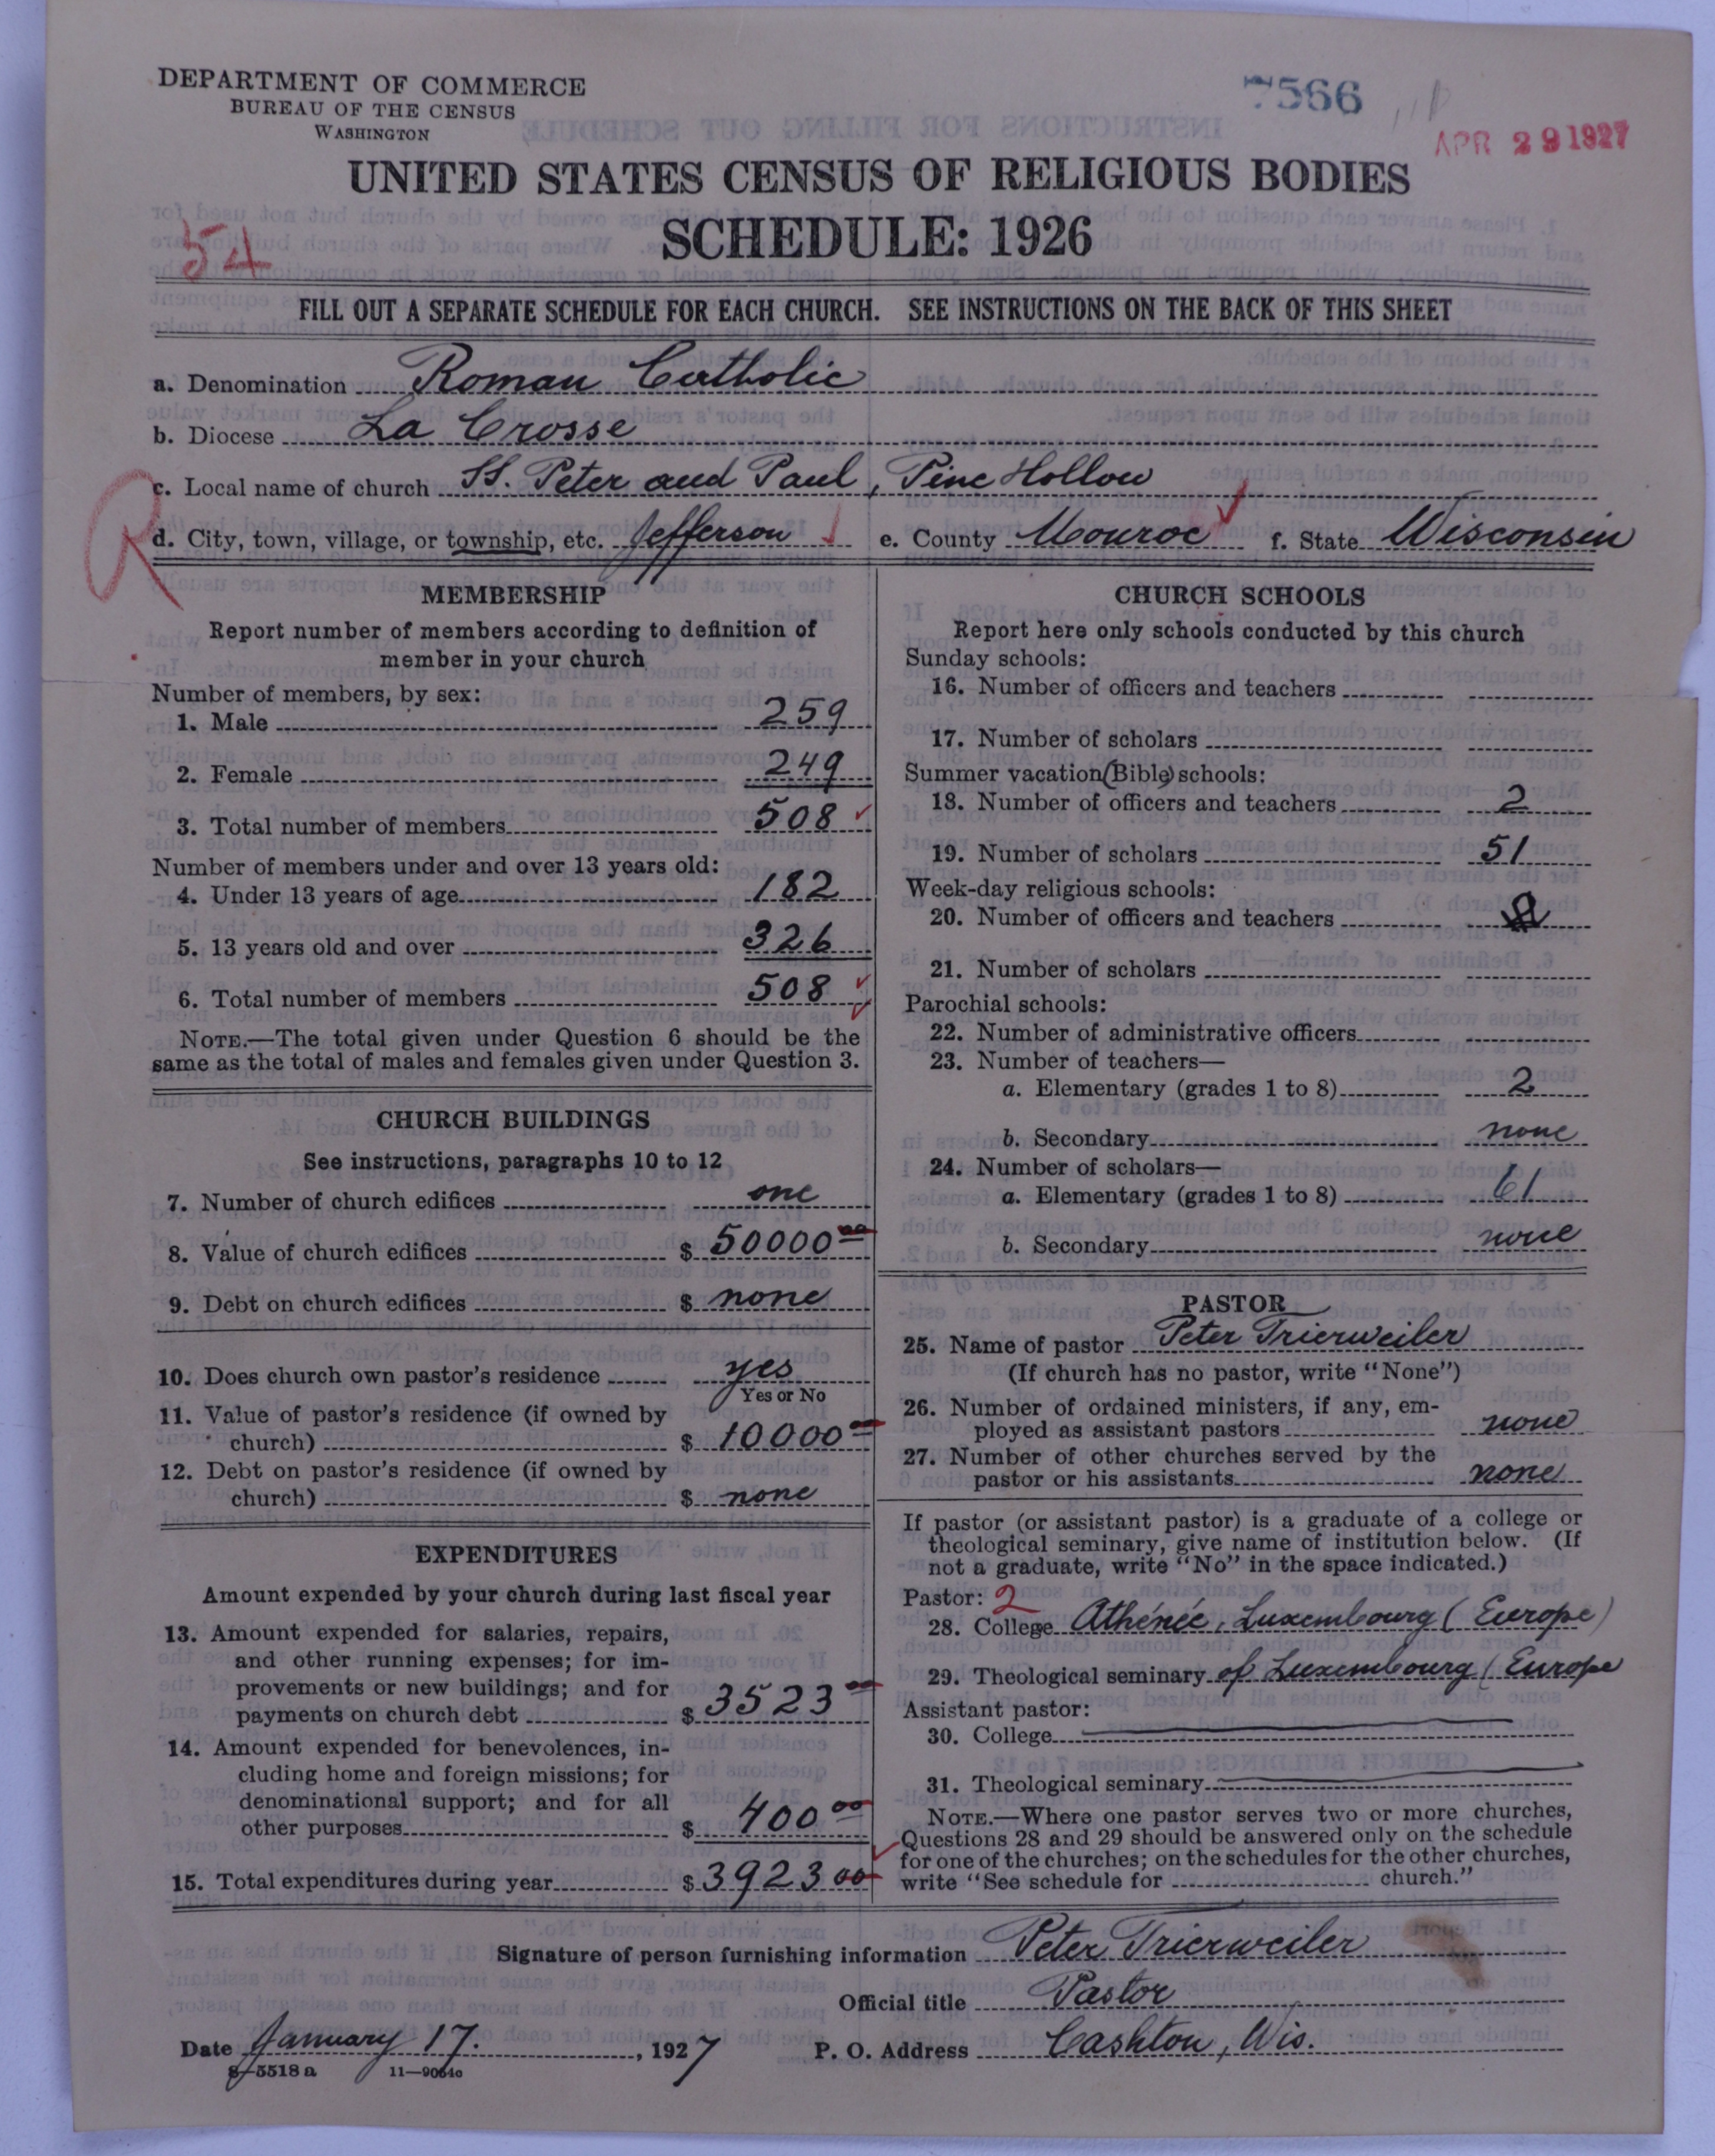 DEPARTMENT OF COMMERCE
BUREAU OF THE CENSUS
WASHINGTON
7566
APR 29 1927
UNITED STATES CENSUS OF RELIGIOUS BODIES
SCHEDULE: 1926
54
FILL OUT A SEPARATE SCHEDULE FOR EACH CHURCH. SEE INSTRUCTIONS ON THE BACK OF THIS SHEET
a. Denomination Roman Catholic
b. Diocese La Crosse
R
c. Local name of church SS. Peter and Paul, Pine Hollow
d. City, town, village, or township, etc. Jefferson e. County Monroe f. State Wisconsin
MEMBERSHIP
Report number of members according to definition of
member in your church
Number of members, by sex:
1. Male 259
2. Female 249
3. Total number of members 508
Number of members under and over 13 years old:
4. Under 13 years of age 182
5. 13 years old and over 326
6. Total number of members 508
NOTE.—The total given under Question 6 should be the
same as the total of males and females given under Question 3.
CHURCH BUILDINGS
See instructions, paragraphs 10 to 12
7. Number of church edifices one
8. Value of church edifices $ 50000 00
9. Debt on church edifices $ none
10. Does church own pastor's residence yes
Yes or No
11. Value of pastor's residence (if owned by
church) $ 10000 00
12. Debt on pastor's residence (if owned by
church) $ none
EXPENDITURES
Amount expended by your church during last fiscal year
13. Amount expended for salaries, repairs,
and other running expenses; for im-
provements or new buildings; and for
payments on church debt $ 3523 00
14. Amount expended for benevolences, in-
cluding home and foreign missions; for
denominational support; and for all
other purposes $ 400 00
15. Total expenditures during year $ 3923 00
CHURCH SCHOOLS
Report here only schools conducted by this church
Sunday schools:
16. Number of officers and teachers
17. Number of scholars
Summer vacation (Bible) schools:
18. Number of officers and teachers 2
19. Number of scholars 51
Week-day religious schools:
20. Number of officers and teachers
21. Number of scholars
Parochial schools:
22. Number of administrative officers
23. Number of teachers—
a. Elementary (grades 1 to 8) 2
b. Secondary none
24. Number of scholars—
a. Elementary (grades 1 to 8) 61
b. Secondary none
PASTOR
25. Name of pastor Peter Trierweiler
(If church has no pastor, write "None")
26. Number of ordained ministers, if any, em-
ployed as assistant pastors none
27. Number of other churches served by the
pastor or his assistants none
If pastor (or assistant pastor) is a graduate of a college or
theological seminary, give name of institution below. (If
not a graduate, write "No" in the space indicated.)
Pastor: 2
28. College Athénée, Luxembourg (Europe)
29. Theological seminary of Luxembourg (Europe
Assistant pastor:
30. College
31. Theological seminary
NOTE.—Where one pastor serves two or more churches,
Questions 28 and 29 should be answered only on the schedule
for one of the churches; on the schedules for the other churches,
write "See schedule for church."
Signature of person furnishing information Peter Trierweiler
Official title Pastor
Date January 17. , 1927 P. O. Address Cashton, Wis.
8-5518 a 11-9064o